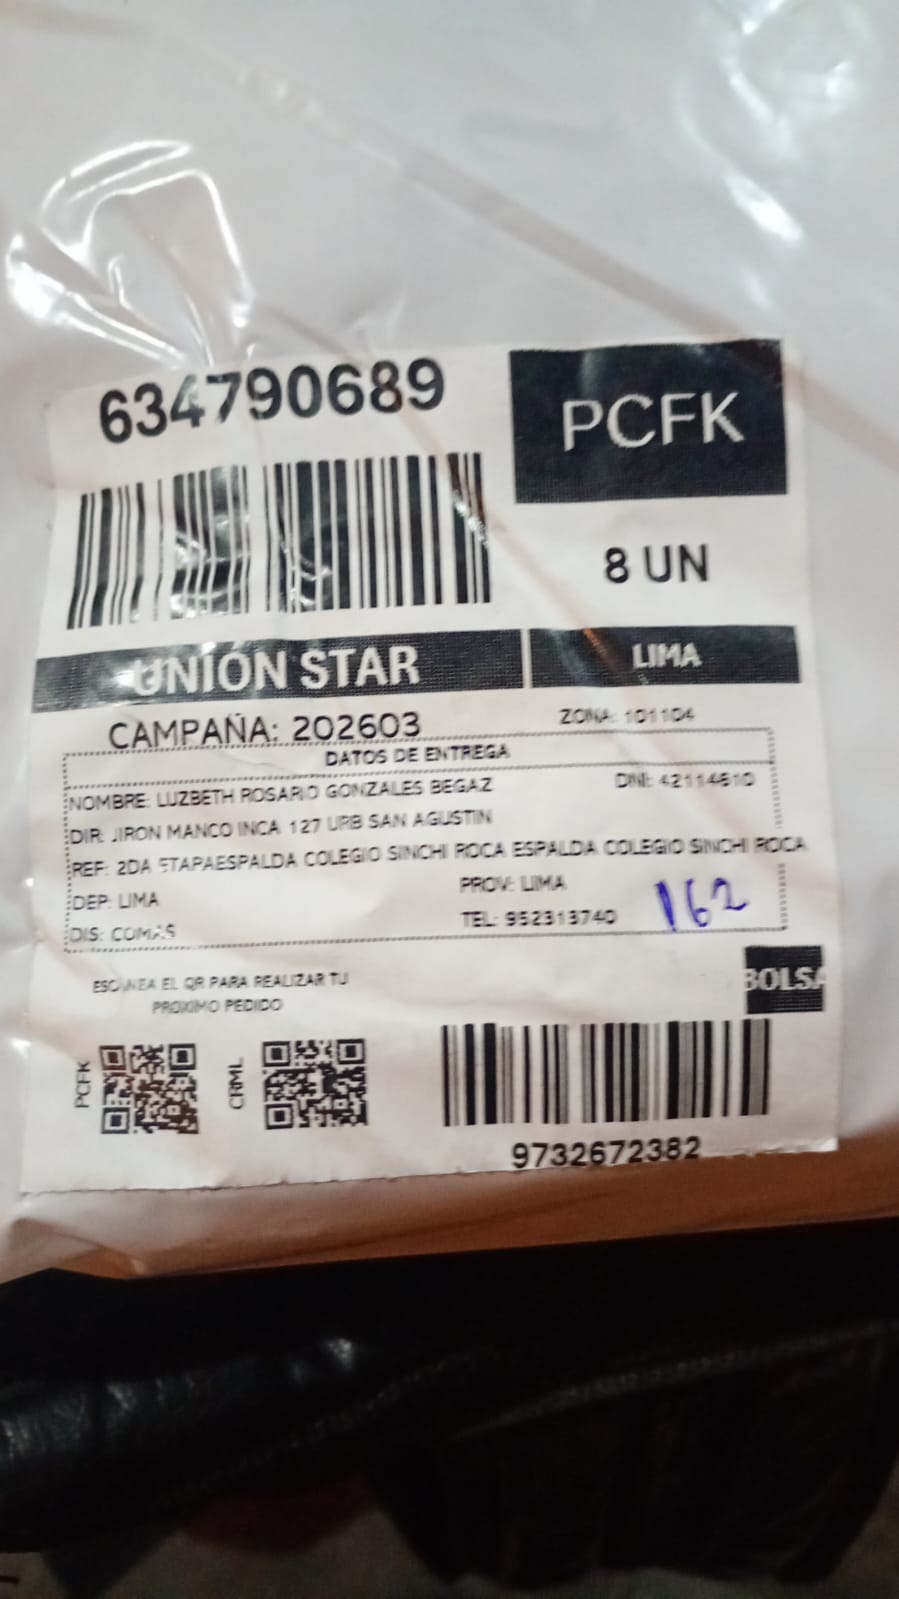 634790689
PCFK
8 UN
UNIÓN STAR
LIMA
CAMPAÑA: 202603
ZONA: 101104
DATOS DE ENTREGA
NOMBRE: LUZBETH ROSARIO GONZALES BEGAZ
DNI: 42114610
DIR: JIRON MANCO INCA 127 URB SAN AGUSTIN
REF: 2DA ETAPAESPALDA COLEGIO SINCHI ROCA ESPALDA COLEGIO SINCHI ROCA
DEP: LIMA
PROV: LIMA
DIS: COMAS
TEL: 952313740
162
ESCANEA EL QR PARA REALIZAR TU
PROXIMO PEDIDO
BOLSA
PCFK
CRML
9732672382